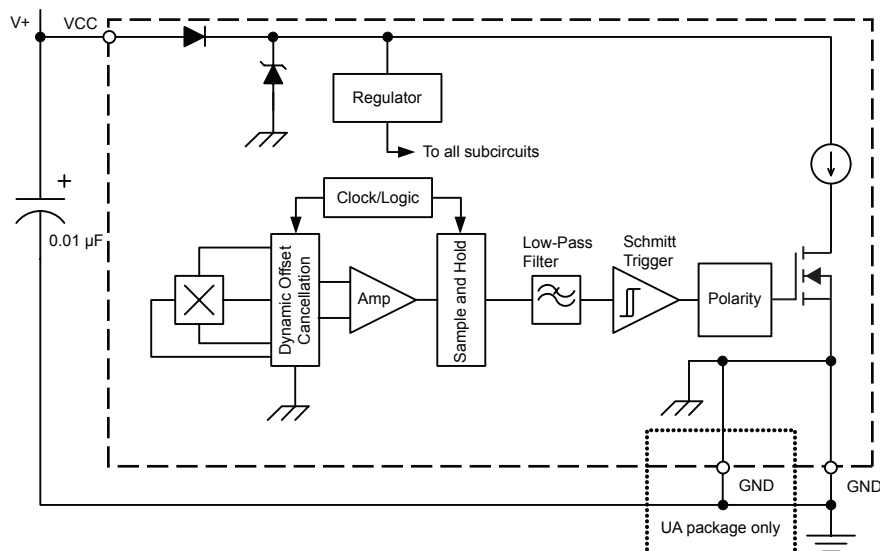 V+
VCC
Regulator
To all subcircuits
Clock/Logic
+
0.01 µF
Dynamic Offset
Cancellation
Amp
Sample and Hold
Low-Pass
Filter
Schmitt
Trigger
Polarity
GND
GND
UA package only